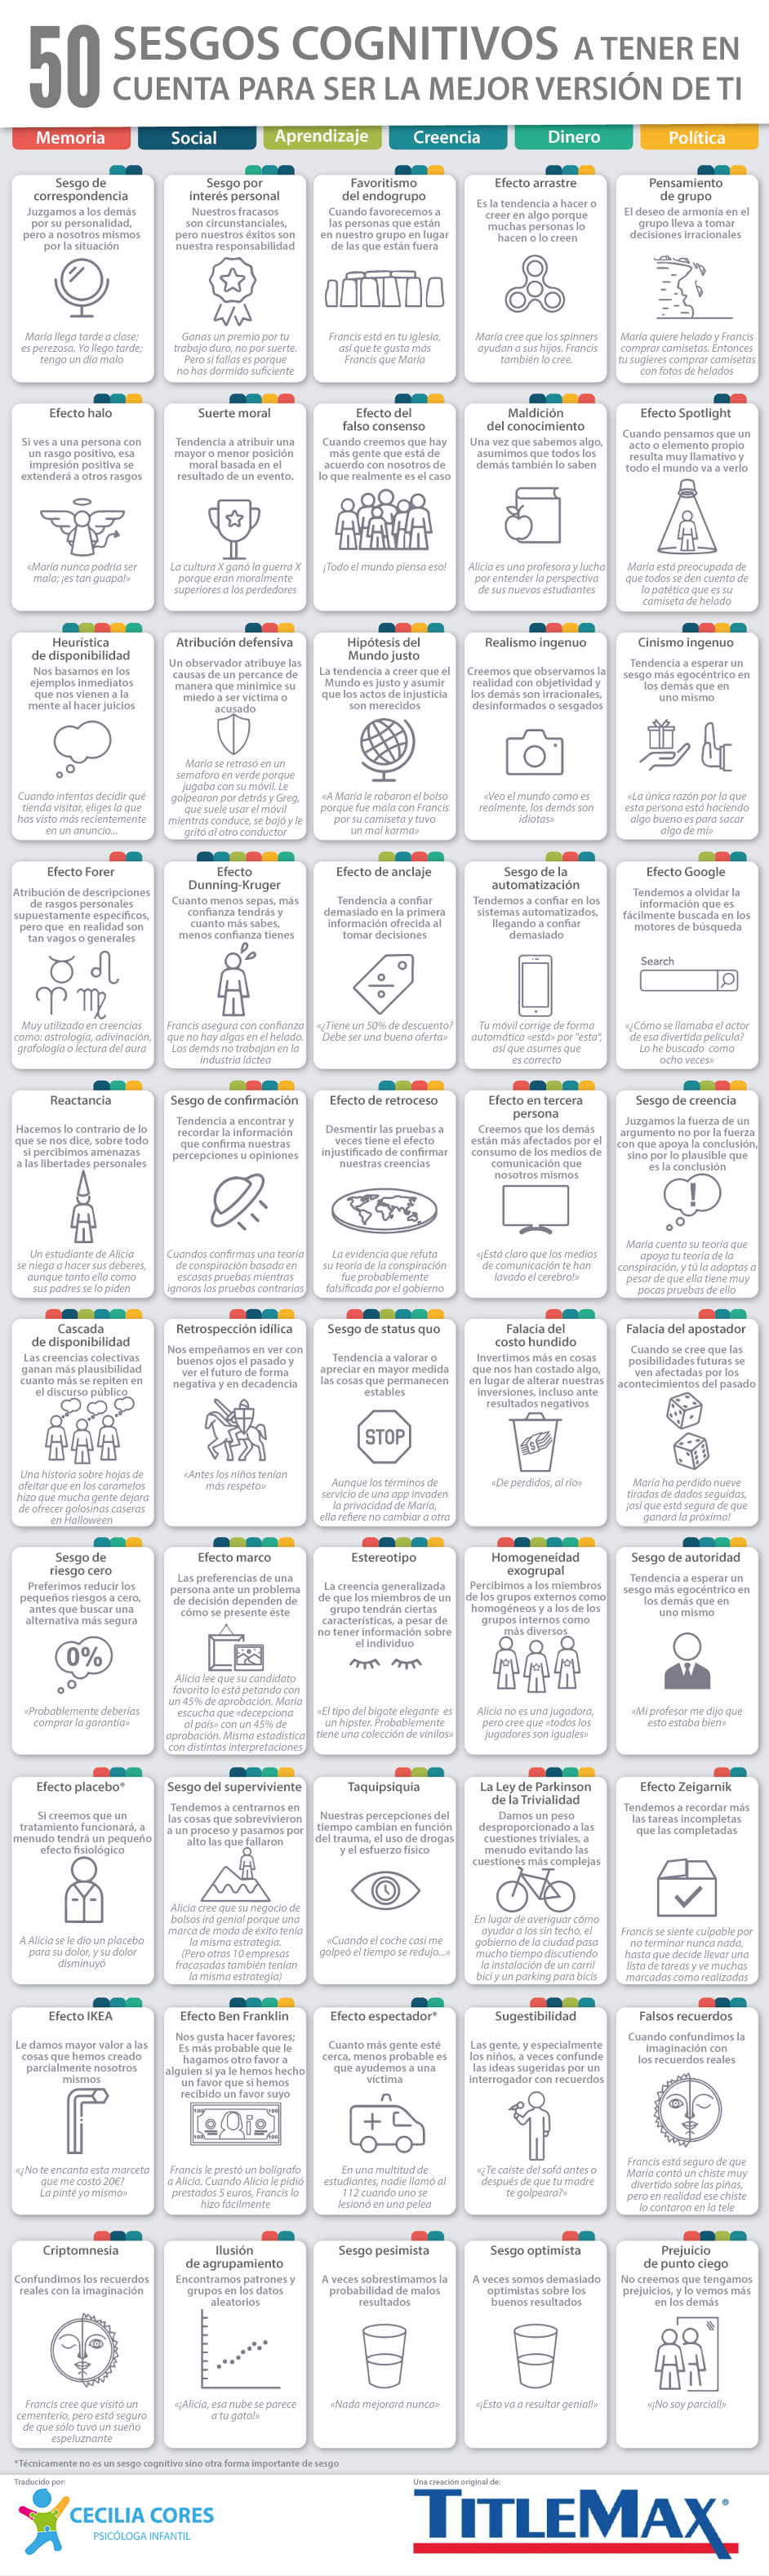 50 SESGOS COGNITIVOS A TENER EN
CUENTA PARA SER LA MEJOR VERSIÓN DE TI
Memoria
Social
Aprendizaje
Creencia
Dinero
Política
Sesgo de
correspondencia
Juzgamos a los demás
por su personalidad,
pero a nosotros mismos
por la situación
María llega tarde a clase;
es perezosa. Yo llego tarde;
tengo un día malo
Sesgo por
interés personal
Nuestros fracasos
son circunstanciales,
pero nuestros éxitos son
nuestra responsabilidad
Ganas un premio por tu
trabajo duro, no por suerte.
Pero si fallas es porque
no has dormido suficiente
Favoritismo
del endogrupo
Cuando favorecemos a
las personas que están
en nuestro grupo en lugar
de las que están fuera
Francis está en tu iglesia,
así que te gusta más
Francis que María
Efecto arrastre
Es la tendencia a hacer o
creer en algo porque
muchas personas lo
hacen o lo creen
María cree que los spinners
ayudan a sus hijos. Francis
también lo cree.
Pensamiento
de grupo
El deseo de armonía en el
grupo lleva a tomar
decisiones irracionales
María quiere helado y Francis
comprar camisetas. Entonces
tu sugieres comprar camisetas
con fotos de helados
Efecto halo
Si ves a una persona con
un rasgo positivo, esa
impresión positiva se
extenderá a otros rasgos
«María nunca podría ser
mala; ¡es tan guapa!»
Suerte moral
Tendencia a atribuir una
mayor o menor posición
moral basada en el
resultado de un evento.
La cultura X ganó la guerra X
porque eran moralmente
superiores a los perdedores
Efecto del
falso consenso
Cuando creemos que hay
más gente que está de
acuerdo con nosotros de
lo que realmente es el caso
¡Todo el mundo piensa eso!
Maldición
del conocimiento
Una vez que sabemos algo,
asumimos que todos los
demás también lo saben
Alicia es una profesora y lucha
por entender la perspectiva
de sus nuevos estudiantes
Efecto Spotlight
Cuando pensamos que un
acto o elemento propio
resulta muy llamativo y
todo el mundo va a verlo
María está preocupada de
que todos se den cuenta de
lo patética que es su
camiseta de helado
Heurística
de disponibilidad
Nos basamos en los
ejemplos inmediatos
que nos vienen a la
mente al hacer juicios
Cuando intentas decidir qué
tienda visitar, eliges la que
has visto más recientemente
en un anuncio...
Atribución defensiva
Un observador atribuye las
causas de un percance de
manera que minimice su
miedo a ser víctima o
acusado
María se retrasó en un
semaforo en verde porque
jugaba con su móvil. Le
golpearon por detrás y Greg,
que suele usar el móvil
mientras conduce, se bajó y le
gritó al otro conductor
Hipótesis del
Mundo justo
La tendencia a creer que el
Mundo es justo y asumir
que los actos de injusticia
son merecidos
«A María le robaron el bolso
porque fue mala con Francis
por su camiseta y tuvo
un mal karma»
Realismo ingenuo
Creemos que observamos la
realidad con objetividad y
los demás son irracionales,
desinformados o sesgados
«Veo el mundo como es
realmente, los demás son
idiotas»
Cinismo ingenuo
Tendencia a esperar un
sesgo más egocéntrico en
los demás que en
uno mismo
«La única razón por la que
esta persona está haciendo
algo bueno es para sacar
algo de mi»
Efecto Forer
Atribución de descripciones
de rasgos personales
supuestamente específicos,
pero que en realidad son
tan vagos o generales
Muy utilizado en creencias
como: astrología, adivinación,
grafología o lectura del aura
Efecto
Dunning-Kruger
Cuanto menos sepas, más
confianza tendrás y
cuanto más sabes,
menos confianza tienes
Francis asegura con confianza
que no hay algas en el helado.
Los demás no trabajan en la
industria láctea
Efecto de anclaje
Tendencia a confiar
demasiado en la primera
información ofrecida al
tomar decisiones
«¿Tiene un 50% de descuento?
Debe ser una buena oferta»
Sesgo de la
automatización
Tendemos a confiar en los
sistemas automatizados,
llegando a confiar
demasiado
Tu móvil corrige de forma
automática «está» por "esta",
así que asumes que
es correcto
Efecto Google
Tendemos a olvidar la
información que es
fácilmente buscada en los
motores de búsqueda
Search
«¿Cómo se llamaba el actor
de esa divertida película?
Lo he buscado como
ocho veces»
Reactancia
Hacemos lo contrario de lo
que se nos dice, sobre todo
si percibimos amenazas
a las libertades personales
Un estudiante de Alicia
se niega a hacer sus deberes,
aunque tanto ella como
sus padres se lo piden
Sesgo de confirmación
Tendencia a encontrar y
recordar la información
que confirma nuestras
percepciones u opiniones
Cuandos confirmas una teoría
de conspiración basada en
escasas pruebas mientras
ignoras las pruebas contrarias
Efecto de retroceso
Desmentir las pruebas a
veces tiene el efecto
injustificado de confirmar
nuestras creencias
La evidencia que refuta
su teoría de la conspiración
fue probablemente
falsificada por el gobierno
Efecto en tercera
persona
Creemos que los demás
están más afectados por el
consumo de los medios de
comunicación que
nosotros mismos
«¡Está claro que los medios
de comunicación te han
lavado el cerebro!»
Sesgo de creencia
Juzgamos la fuerza de un
argumento no por la fuerza
con que apoya la conclusión,
sino por lo plausible que
es la conclusión
María cuenta su teoría que
apoya tu teoría de la
conspiración, y tú la adoptas a
pesar de que ella tiene muy
pocas pruebas de ello
Cascada
de disponibilidad
Las creencias colectivas
ganan más plausibilidad
cuanto más se repiten en
el discurso público
Una historia sobre hojas de
afeitar que en los caramelos
hizo que mucha gente dejara
de ofrecer golosinas caseras
en Halloween
Retrospección idílica
Nos empeñamos en ver con
buenos ojos el pasado y
ver el futuro de forma
negativa y en decadencia
«Antes los niños tenían
más respeto»
Sesgo de status quo
Tendencia a valorar o
apreciar en mayor medida
las cosas que permanecen
estables
STOP
Aunque los términos de
servicio de una app invaden
la privacidad de María,
ella refiere no cambiar a otra
Falacia del
costo hundido
Invertimos más en cosas
que nos han costado algo,
en lugar de alterar nuestras
inversiones, incluso ante
resultados negativos
«De perdidos, al río»
Falacia del apostador
Cuando se cree que las
posibilidades futuras se
ven afectadas por los
acontecimientos del pasado
María ha perdido nueve
tiradas de dados seguidas,
¡así que está segura de que
ganará la próxima!
Sesgo de
riesgo cero
Preferimos reducir los
pequeños riesgos a cero,
antes que buscar una
alternativa más segura
0%
«Probablemente deberías
comprar la garantía»
Efecto marco
Las preferencias de una
persona ante un problema
de decisión dependen de
cómo se presente éste
Alicia lee que su candidato
favorito lo está petando con
un 45% de aprobación. María
escucha que «decepciona
al país» con un 45% de
aprobación. Misma estadística
con distintas interpretaciones
Estereotipo
La creencia generalizada
de que los miembros de un
grupo tendrán ciertas
características, a pesar de
no tener información sobre
el individuo
«El tipo del bigote elegante es
un hipster. Probablemente
tiene una colección de vinilos»
Homogeneidad
exogrupal
Percibimos a los miembros
de los grupos externos como
homogéneos y a los de los
grupos internos como
más diversos
Alicia no es una jugadora,
pero cree que «todos los
jugadores son iguales»
Sesgo de autoridad
Tendencia a esperar un
sesgo más egocéntrico en
los demás que en
uno mismo
«Mi profesor me dijo que
esto estaba bien»
Efecto placebo*
Si creemos que un
tratamiento funcionará, a
menudo tendrá un pequeño
efecto fisiológico
A Alicia se le dio un placebo
para su dolor, y su dolor
disminuyó
Sesgo del superviviente
Tendemos a centrarnos en
las cosas que sobrevivieron
a un proceso y pasamos por
alto las que fallaron
Alicia cree que su negocio de
bolsos irá genial porque una
marca de moda de éxito tenía
la misma estrategia.
(Pero otras 10 empresas
fracasadas también tenían
la misma estrategia)
Taquipsiquia
Nuestras percepciones del
tiempo cambian en función
del trauma, el uso de drogas
y el esfuerzo físico
«Cuando el coche casi me
golpeó el tiempo se redujo...»
La Ley de Parkinson
de la Trivialidad
Damos un peso
desproporcionado a las
cuestiones triviales, a
menudo evitando las
cuestiones más complejas
En lugar de averiguar cómo
ayudar a los sin techo, el
gobierno de la ciudad pasa
mucho tiempo discutiendo
la instalación de un carril
bici y un parking para bicis
Efecto Zeigarnik
Tendemos a recordar más
las tareas incompletas
que las completadas
Francis se siente culpable por
no terminar nunca nada,
hasta que decide llevar una
lista de tareas y ve muchas
marcadas como realizadas
Efecto IKEA
Le damos mayor valor a las
cosas que hemos creado
parcialmente nosotros
mismos
«¿No te encanta esta marceta
que me costó 20€?
La pinté yo mismo»
Efecto Ben Franklin
Nos gusta hacer favores;
Es más probable que le
hagamos otro favor a
alguien si ya le hemos hecho
un favor que si hemos
recibido un favor suyo
100
100
Francis le prestó un bolígrafo
a Alicia. Cuando Alicia le pidió
prestados 5 euros, Francis lo
hizo fácilmente
Efecto espectador*
Cuanto más gente esté
cerca, menos probable es
que ayudemos a una
víctima
En una multitud de
estudiantes, nadie llamó al
112 cuando uno se
lesionó en una pelea
Sugestibilidad
Las gente, y especialmente
los niños, a veces confunde
las ideas sugeridas por un
interrogador con recuerdos
«¿Te caíste del sofá antes o
después de que tu madre
te golpeara?»
Falsos recuerdos
Cuando confundimos la
imaginación con
los recuerdos reales
Francis está seguro de que
María contó un chiste muy
divertido sobre las piñas,
pero en realidad ese chiste
lo contaron en la tele
Criptomnesia
Confundimos los recuerdos
reales con la imaginación
Francis cree que visitó un
cementerio, pero está seguro
de que sólo tuvo un sueño
espeluznante
Ilusión
de agrupamiento
Encontramos patrones y
grupos en los datos
aleatorios
«¡Alicia, esa nube se parece
a tu gato!»
Sesgo pesimista
A veces sobrestimamos la
probabilidad de malos
resultados
«Nada mejorará nunca»
Sesgo optimista
A veces somos demasiado
optimistas sobre los
buenos resultados
«¡Esto va a resultar genial!»
Prejuicio
de punto ciego
No creemos que tengamos
prejuicios, y lo vemos más
en los demás
«¡No soy parcial!»
*Técnicamente no es un sesgo cognitivo sino otra forma importante de sesgo
Traducido por:
CECILIA CORES
PSICÓLOGA INFANTIL
Una creación original de:
TITLEMAX®